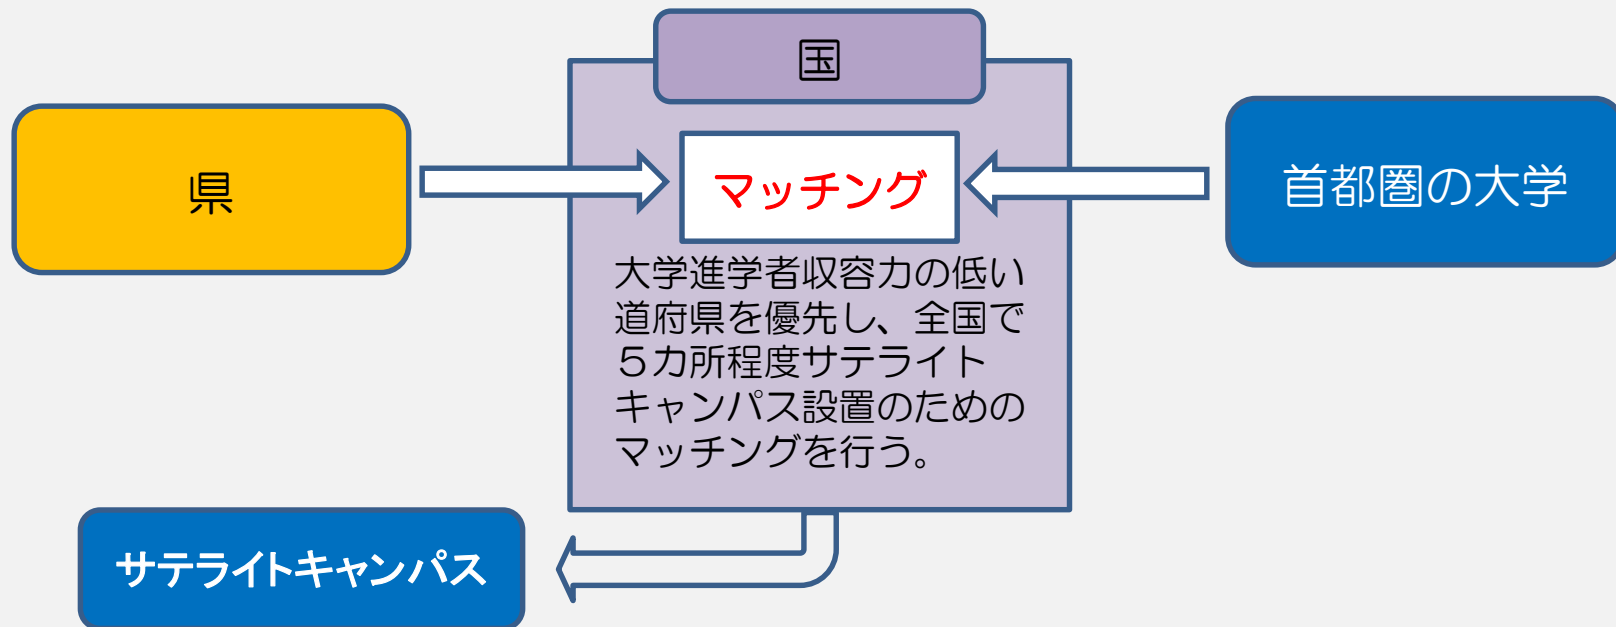 国
県
マッチング
首都圏の大学
大学進学者収容力の低い
道府県を優先し、全国で
５カ所程度サテライト
キャンパス設置のための
マッチングを行う。
サテライトキャンパス